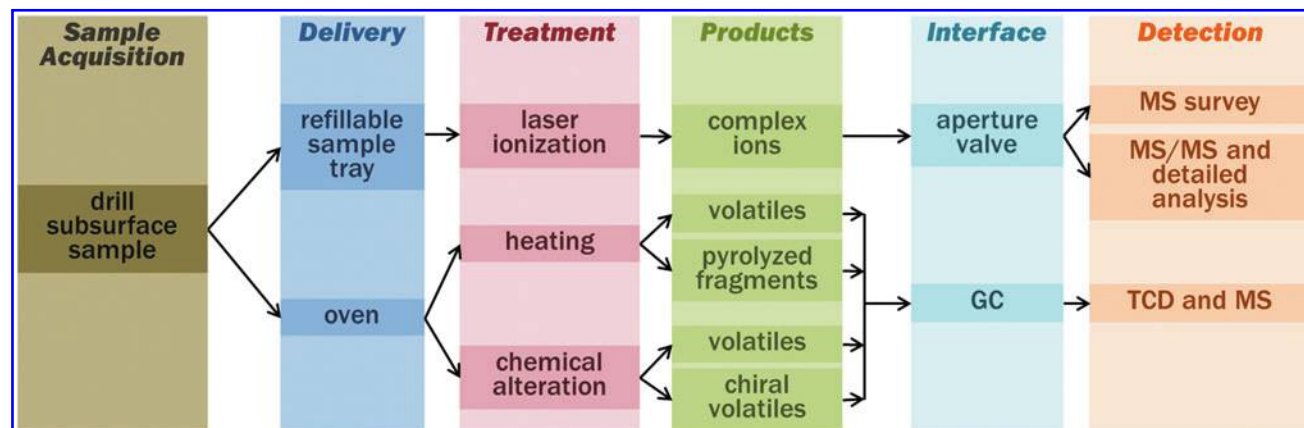 Sample
Acquisition
Delivery
Treatment
Products
Interface
Detection
drill
subsurface
sample
refillable
sample
tray
oven
laser
ionization
heating
chemical
alteration
complex
ions
volatiles
pyrolyzed
fragments
volatiles
chiral
volatiles
aperture
valve
GC
MS survey
MS/MS and
detailed
analysis
TCD and MS